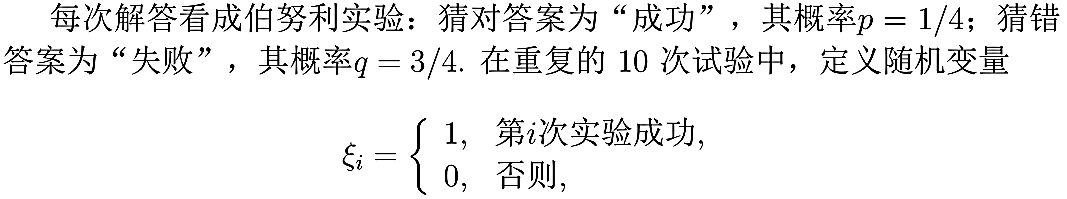 每次解答看成伯努利实验：猜对答案为“成功”，其概率p = 1/4；猜错
答案为“失败”，其概率q = 3/4. 在重复的 10 次试验中，定义随机变量
ξ_i = { 1, 第i次实验成功,
0, 否则,